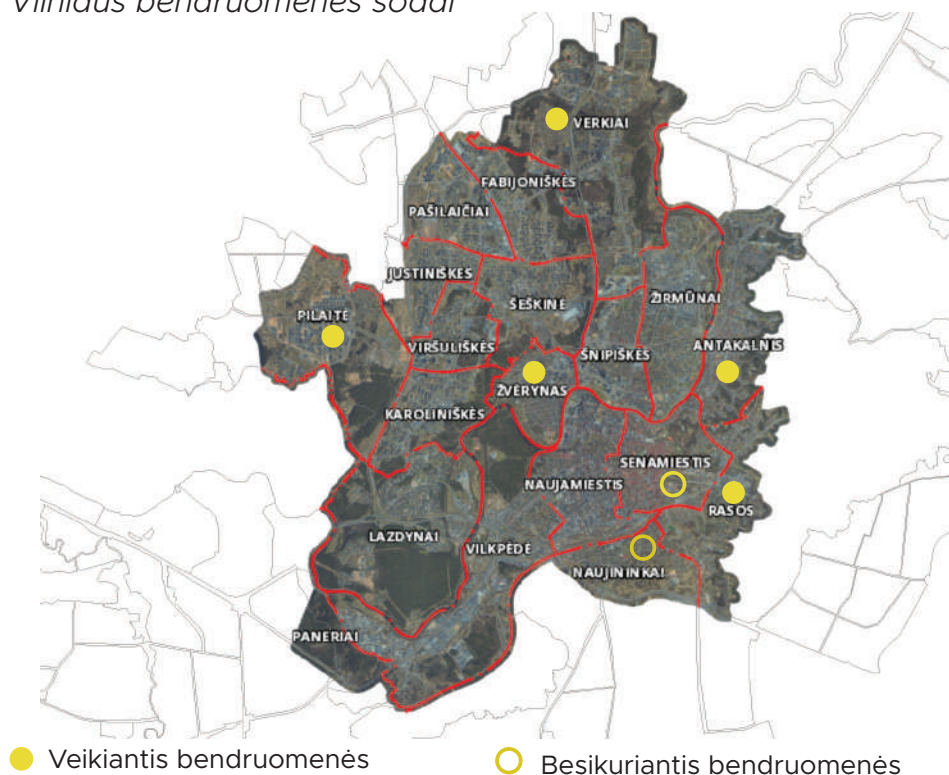 Vilniaus bendruomenės sodai
VERKIAI
FABIJONIŠKĖS
PAŠILAIČIAI
JUSTINIŠKĖS
ŽIRMŪNAI
ŠEŠKINĖ
PILAITĖ
ANTAKALNIS
VIRŠULIŠKĖS
ŠNIPIŠKĖS
ŽVĖRYNAS
KAROLINIŠKĖS
SENAMIESTIS
NAUJAMIESTIS
RASOS
LAZDYNAI
VILKPĖDĖ
NAUJININKAI
PANERIAI
Veikiantis bendruomenės
Besikuriantis bendruomenės